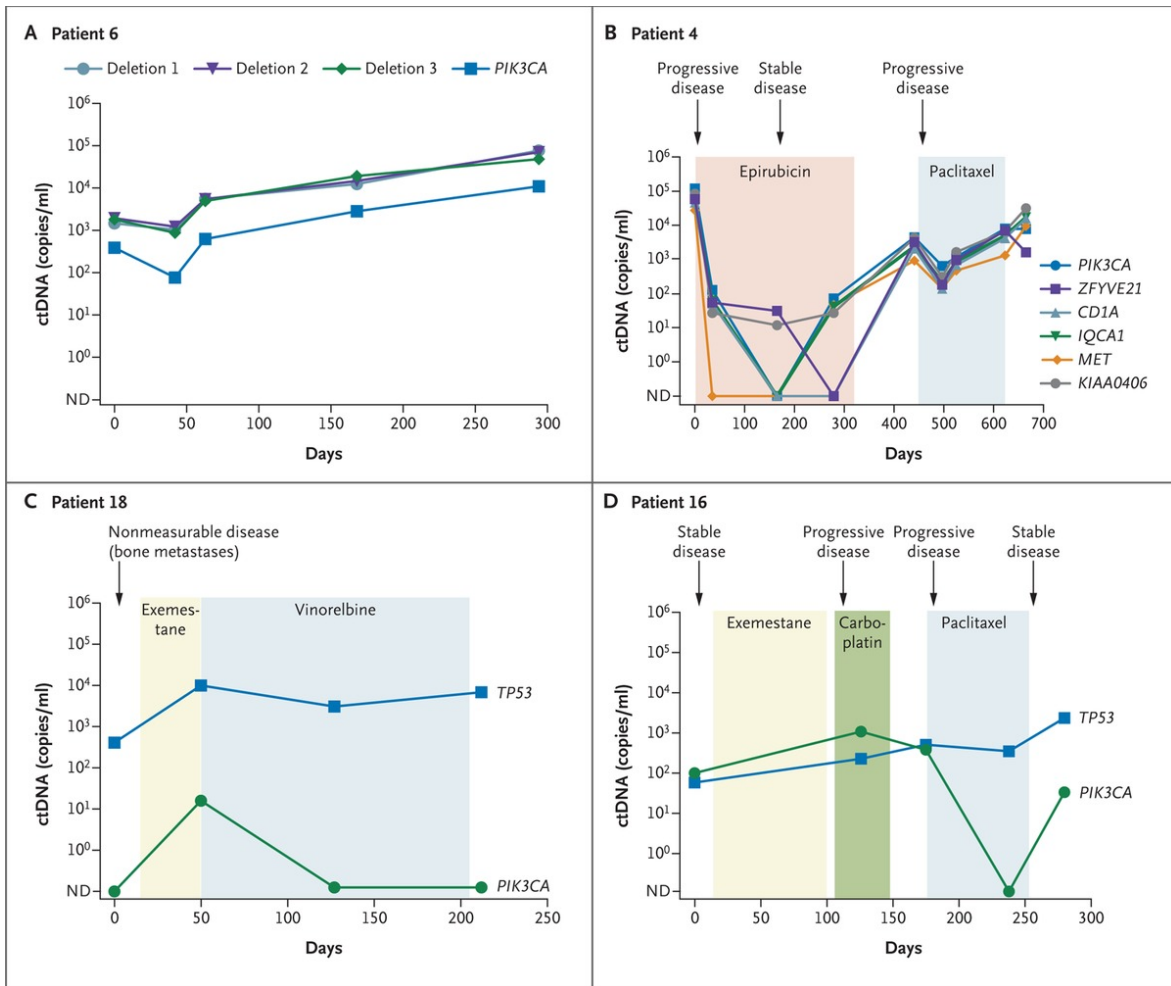 A Patient 6
Deletion 1 Deletion 2 Deletion 3 PIK3CA
10⁶
10⁵
10⁴
10³
10²
10¹
10⁰
ND
ctDNA (copies/ml)
0 50 100 150 200 250 300
Days
B Patient 4
Progressive
disease
Stable
disease
Progressive
disease
Epirubicin
Paclitaxel
10⁶
10⁵
10⁴
10³
10²
10¹
10⁰
ND
ctDNA (copies/ml)
0 100 200 300 400 500 600 700
Days
PIK3CA
ZFYVE21
CD1A
IQCA1
MET
KIAA0406
C Patient 18
Nonmeasurable disease
(bone metastases)
Exemes-
tane
Vinorelbine
10⁶
10⁵
10⁴
10³
10²
10¹
10⁰
ND
ctDNA (copies/ml)
TP53
PIK3CA
0 50 100 150 200 250
Days
D Patient 16
Stable
disease
Progressive
disease
Progressive
disease
Stable
disease
Exemestane
Carbo-
platin
Paclitaxel
10⁶
10⁵
10⁴
10³
10²
10¹
10⁰
ND
ctDNA (copies/ml)
TP53
PIK3CA
0 50 100 150 200 250 300
Days